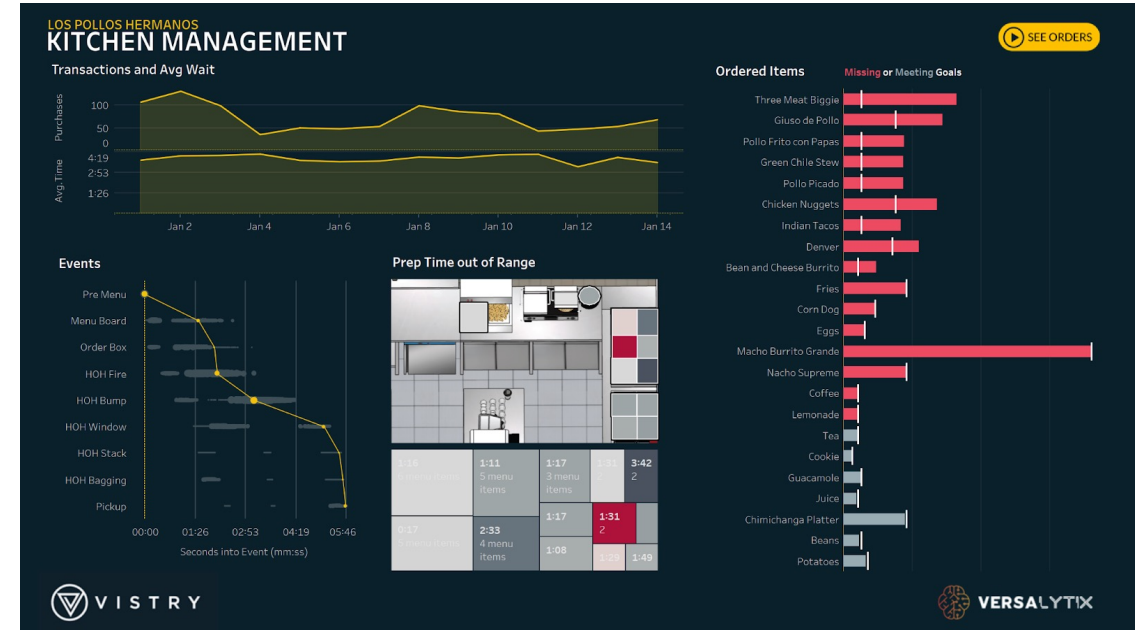 LOS POLLOS HERMANOS
KITCHEN MANAGEMENT
SEE ORDERS
Transactions and Avg Wait
Purchases
100
50
0
Avg.Time
4:19
2:53
1:26
Jan 2
Jan 4
Jan 6
Jan 8
Jan 10
Jan 12
Jan 14
Events
Pre Menu
Menu Board
Order Box
HOH Fire
HOH Bump
HOH Window
HOH Stack
HOH Bagging
Pickup
00:00
01:26
02:53
04:19
05:46
Seconds into Event (mm:ss)
Prep Time out of Range
1:11
5 menu
items
1:17
3 menu
items
3:42
2
2:33
4 menu
items
1:17
1:08
1:31
2
1:49
Ordered Items
Missing or Meeting Goals
Three Meat Biggie
Giuso de Pollo
Pollo Frito con Papas
Green Chile Stew
Pollo Picado
Chicken Nuggets
Indian Tacos
Denver
Bean and Cheese Burrito
Fries
Corn Dog
Eggs
Macho Burrito Grande
Nacho Supreme
Coffee
Lemonade
Tea
Cookie
Guacamole
Juice
Chimichanga Platter
Beans
Potatoes
VISTRY
VERSALYTIX